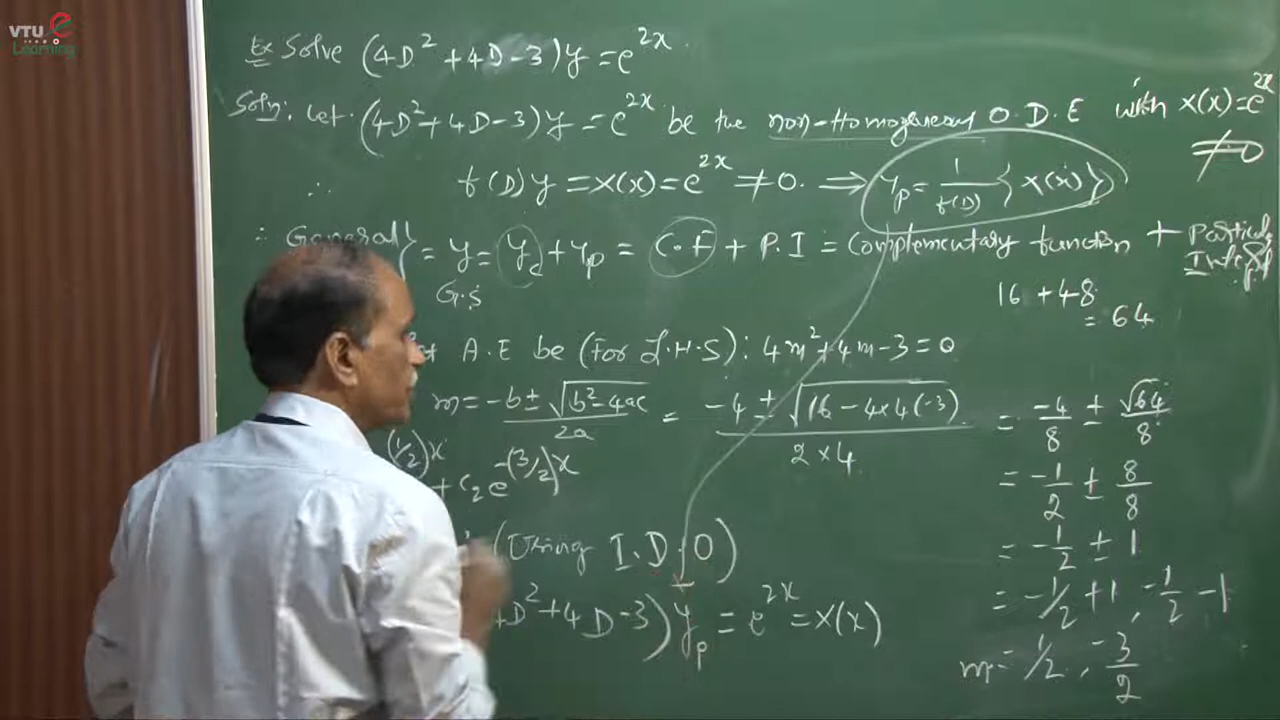 VTU e
Learning
Ex Solve (4D² + 4D - 3)y = e^{2x}.
Soln: Let (4D² + 4D - 3)y = e^{2x} be the non-Homogeneous O.D.E with X(x) = e^{2x} ≠ 0
∴ f(D)y = X(x) = e^{2x} ≠ 0. ⟹ y_p = 1/f(D) {X(x)}
∴ General} = y = y_c + y_p = C.F + P.I = Complementary function + Particular Integral
G.S
16 + 48 = 64
A.E be (For L.H.S): 4m² + 4m - 3 = 0
m = -b ± √(b² - 4ac) / 2a = -4 ± √(16 - 4×4(-3)) / 2×4 = -4/8 ± √64/8
= -1/2 ± 8/8
= -1/2 ± 1
= -1/2 + 1, -1/2 - 1
m = 1/2, -3/2
(1/2)x + c₂e^{-(3/2)x}
(Using I.D.O)
4D² + 4D - 3)y_p = e^{2x} = X(x)